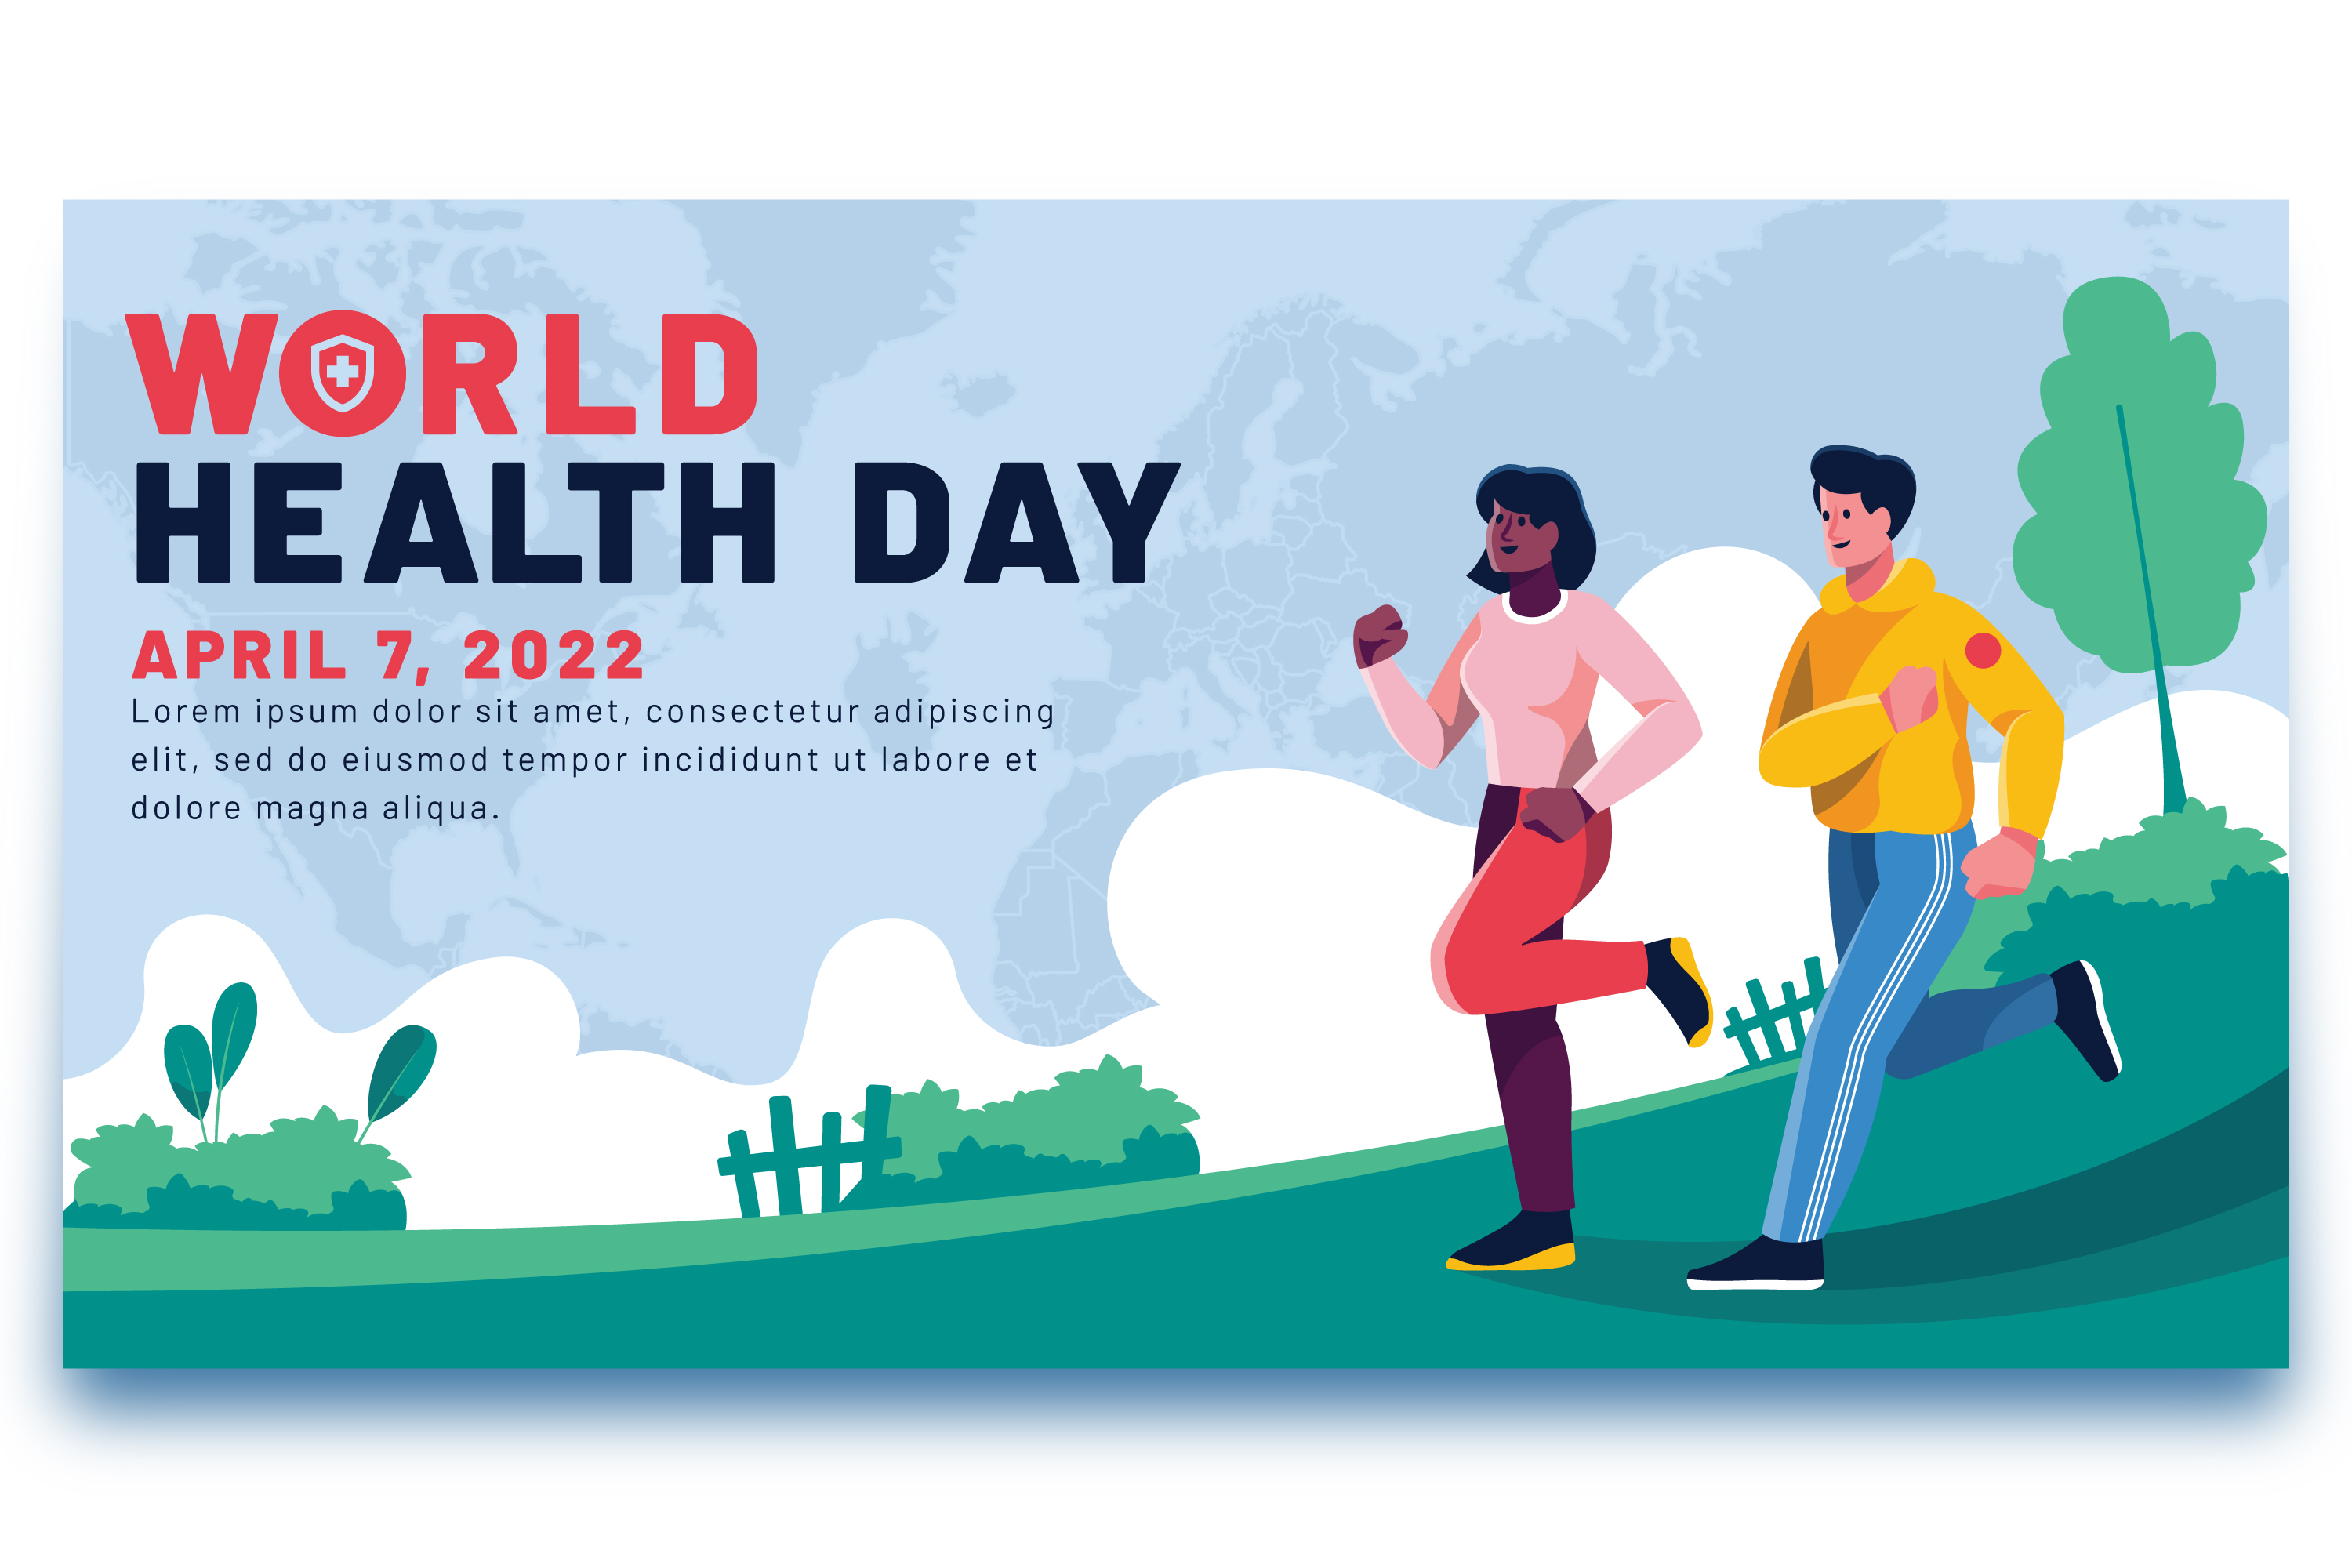 WORLD
HEALTH DAY
APRIL 7, 2022
Lorem ipsum dolor sit amet, consectetur adipiscing
elit, sed do eiusmod tempor incididunt ut labore et
dolore magna aliqua.